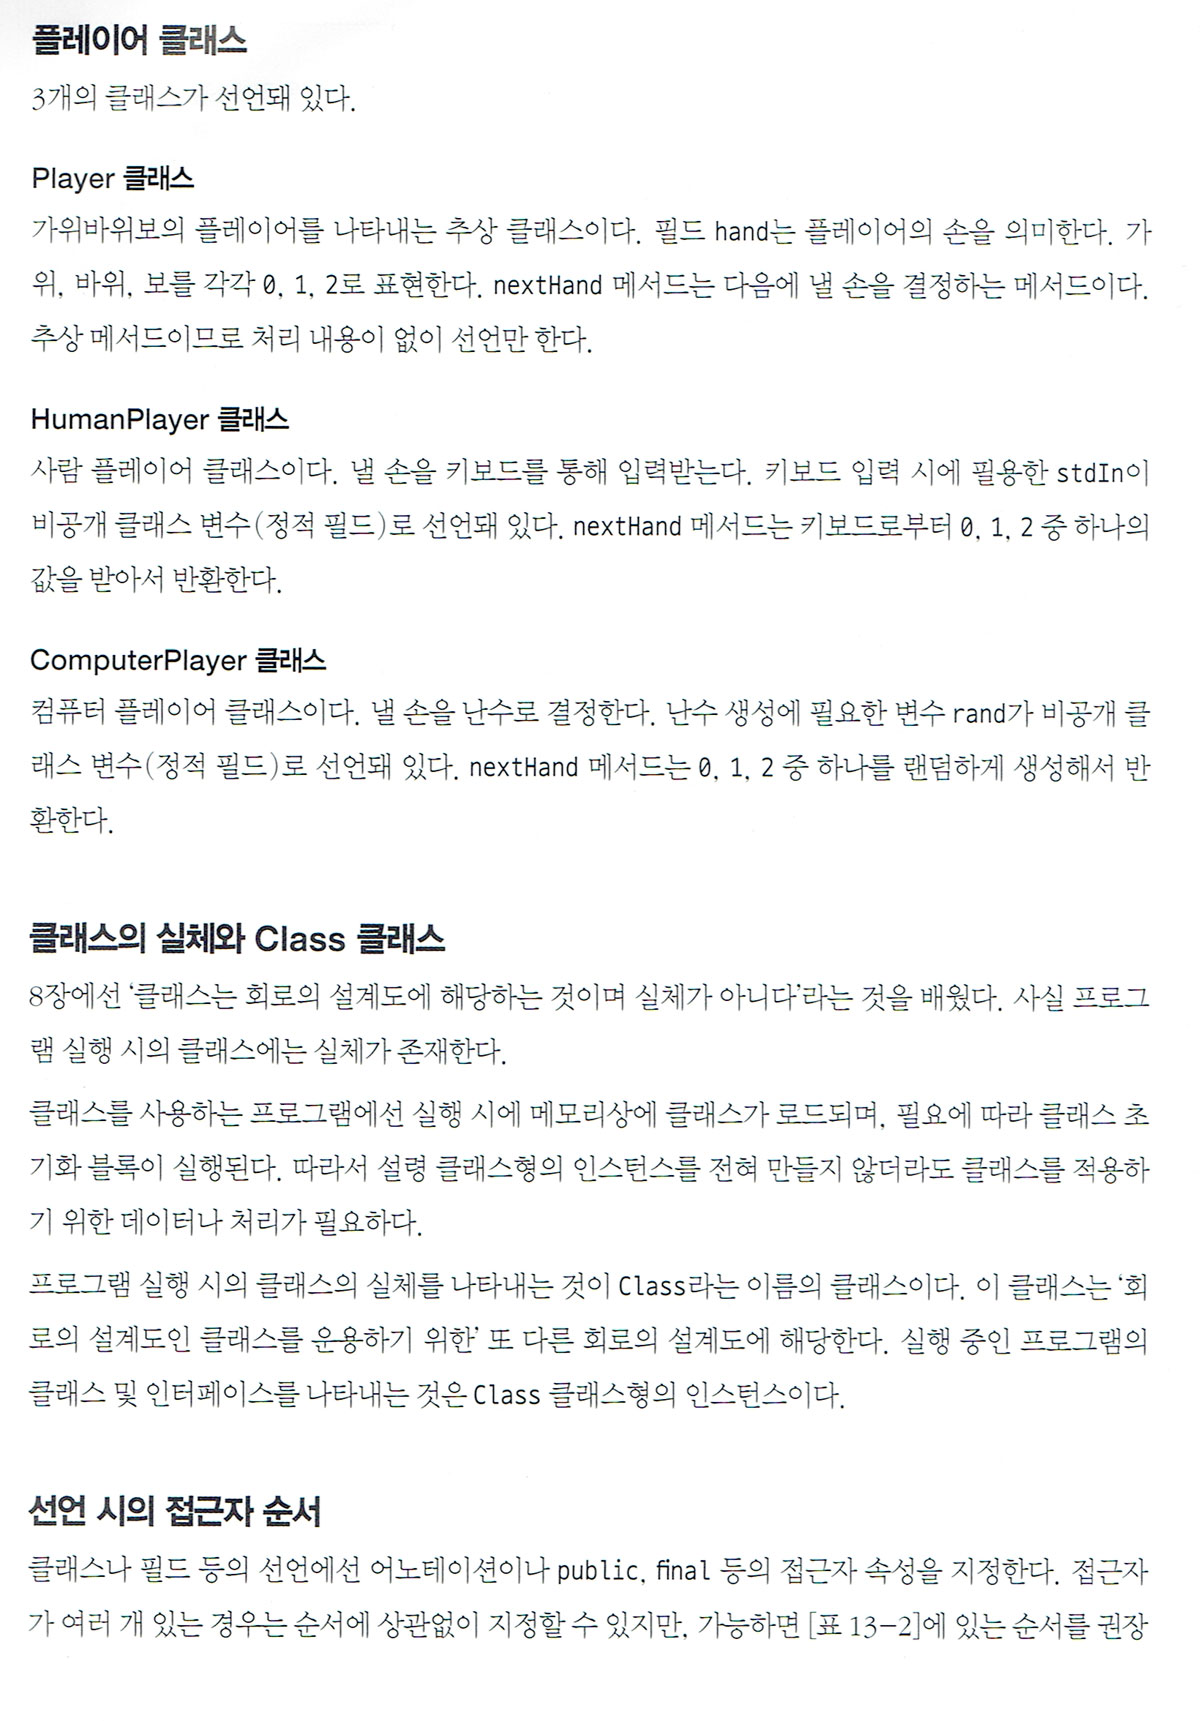 플레이어 클래스
3개의 클래스가 선언돼 있다.
Player 클래스
가위바위보의 플레이어를 나타내는 추상 클래스이다. 필드 hand는 플레이어의 손을 의미한다. 가
위, 바위, 보를 각각 0, 1, 2로 표현한다. nextHand 메서드는 다음에 낼 손을 결정하는 메서드이다.
추상 메서드이므로 처리 내용이 없이 선언만 한다.
HumanPlayer 클래스
사람 플레이어 클래스이다. 낼 손을 키보드를 통해 입력받는다. 키보드 입력 시에 필용한 stdIn이
비공개 클래스 변수(정적 필드)로 선언돼 있다. nextHand 메서드는 키보드로부터 0, 1, 2 중 하나의
값을 받아서 반환한다.
ComputerPlayer 클래스
컴퓨터 플레이어 클래스이다. 낼 손을 난수로 결정한다. 난수 생성에 필요한 변수 rand가 비공개 클
래스 변수(정적 필드)로 선언돼 있다. nextHand 메서드는 0, 1, 2 중 하나를 랜덤하게 생성해서 반
환한다.
클래스의 실체와 Class 클래스
8장에선 ‘클래스는 회로의 설계도에 해당하는 것이며 실체가 아니다’라는 것을 배웠다. 사실 프로그
램 실행 시의 클래스에는 실체가 존재한다.
클래스를 사용하는 프로그램에선 실행 시에 메모리상에 클래스가 로드되며, 필요에 따라 클래스 초
기화 블록이 실행된다. 따라서 설령 클래스형의 인스턴스를 전혀 만들지 않더라도 클래스를 적용하
기 위한 데이터나 처리가 필요하다.
프로그램 실행 시의 클래스의 실체를 나타내는 것이 Class라는 이름의 클래스이다. 이 클래스는 ‘회
로의 설계도인 클래스를 운용하기 위한’ 또 다른 회로의 설계도에 해당한다. 실행 중인 프로그램의
클래스 및 인터페이스를 나타내는 것은 Class 클래스형의 인스턴스이다.
선언 시의 접근자 순서
클래스나 필드 등의 선언에선 어노테이션이나 public, final 등의 접근자 속성을 지정한다. 접근자
가 여러 개 있는 경우는 순서에 상관없이 지정할 수 있지만, 가능하면 [표 13-2]에 있는 순서를 권장